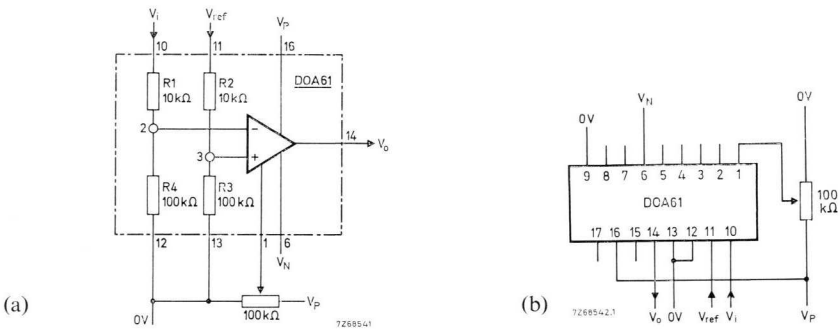 Vi
Vref
VP
10
11
16
DOA61
R1
10kΩ
R2
10kΩ
2
−
14
Vo
3
+
R4
100kΩ
R3
100kΩ
12
13
1
6
VN
0V
100kΩ
VP
7Z68541
(a)
VN
0V
0V
9 8 7 6 5 4 3 2 1
DOA61
100
kΩ
17 16 15 14 13 12 11 10
Vo
0V
Vref
Vi
VP
7Z68542.1
(b)